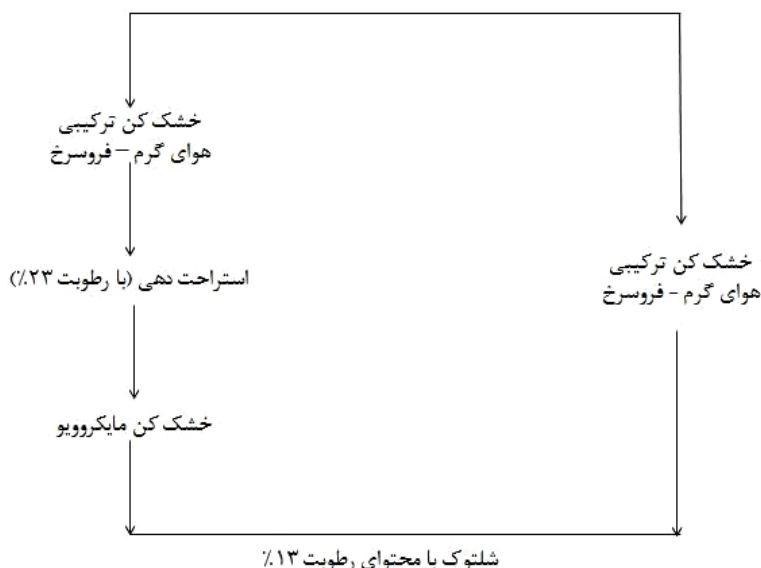 خشک کن ترکیبی
هوای گرم – فروسرخ
استراحت دهی (با رطوبت ۲۳٪)
خشک کن مایکروویو
خشک کن ترکیبی
هوای گرم - فروسرخ
شلتوک با محتوای رطوبت ۱۳٪